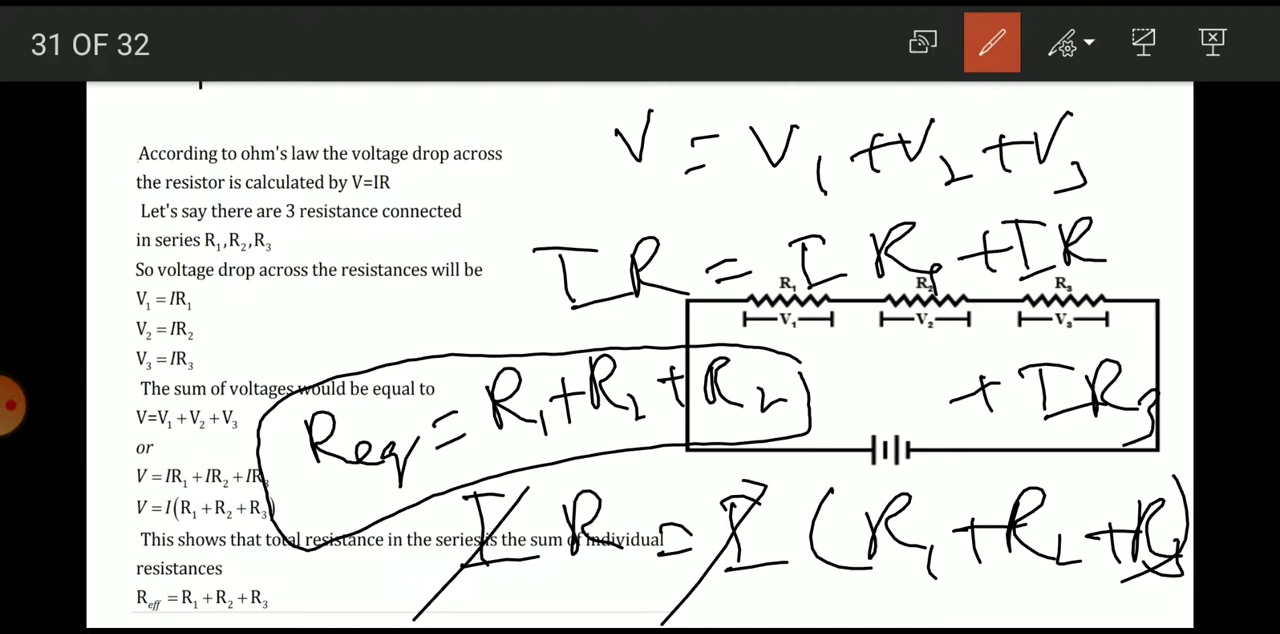 31 OF 32
According to ohm's law the voltage drop across
the resistor is calculated by V=IR
Let's say there are 3 resistance connected
in series R₁,R₂,R₃
So voltage drop across the resistances will be
V₁ = IR₁
V₂ = IR₂
V₃ = IR₃
The sum of voltages would be equal to
V=V₁ + V₂ + V₃
or
V = IR₁ + IR₂ + IR₃
V = I(R₁ + R₂ + R₃)
This shows that total resistance in the series is the sum of individual
resistances
R_eff = R₁ + R₂ + R₃
V = V₁ + V₂ + V₃
IR = IR₁ + IR
+ IR₃
R₁ R₂ R₃
V₁ V₂ V₃
Req = R₁ + R₂ + R₂
IR = I (R₁ + R₂ + R₃)